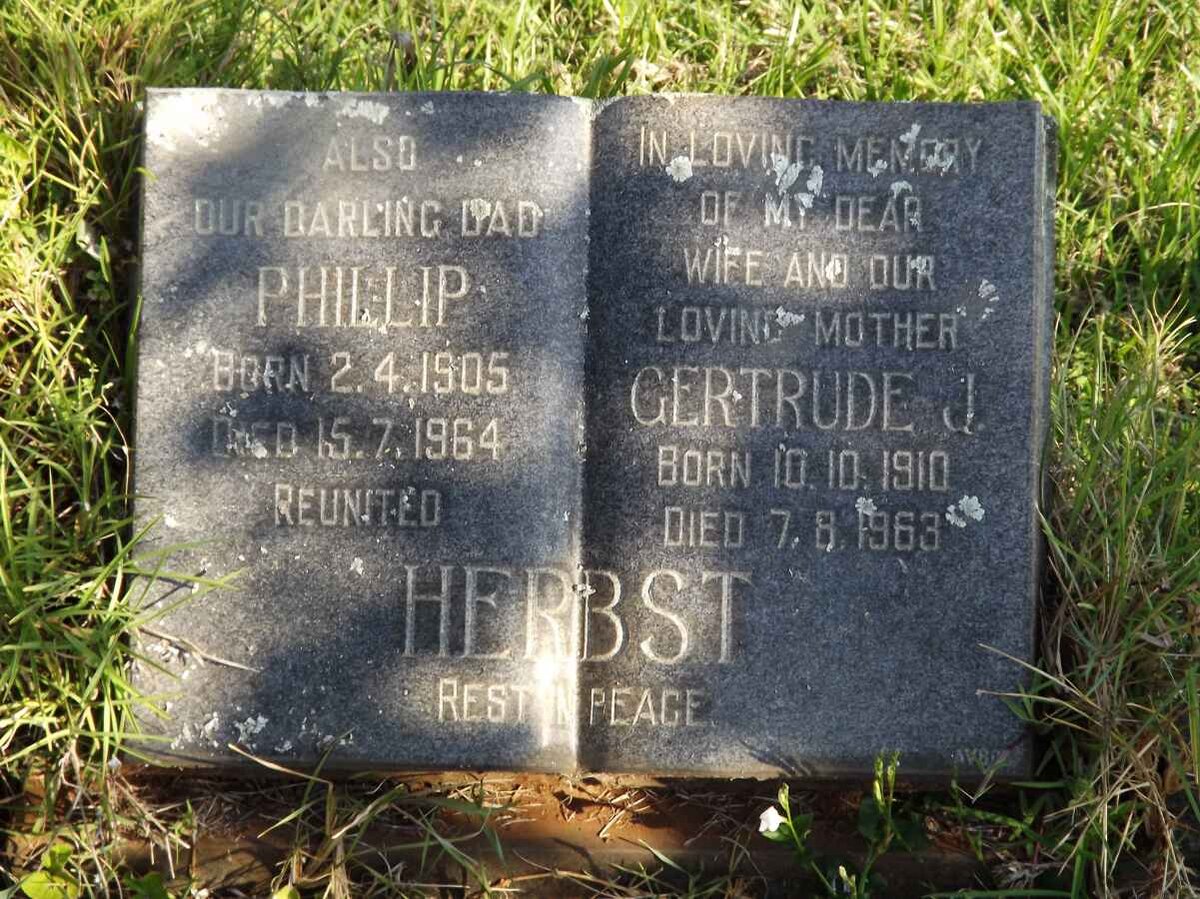 ALSO
OUR DARLING DAD
PHILLIP
BORN 2.4.1905
DIED 15.7.1964
REUNITED
IN LOVING MEMORY
OF MY DEAR
WIFE AND OUR
LOVING MOTHER
GERTRUDE J.
BORN 10.10.1910
DIED 7.8.1963
HERBST
REST IN PEACE